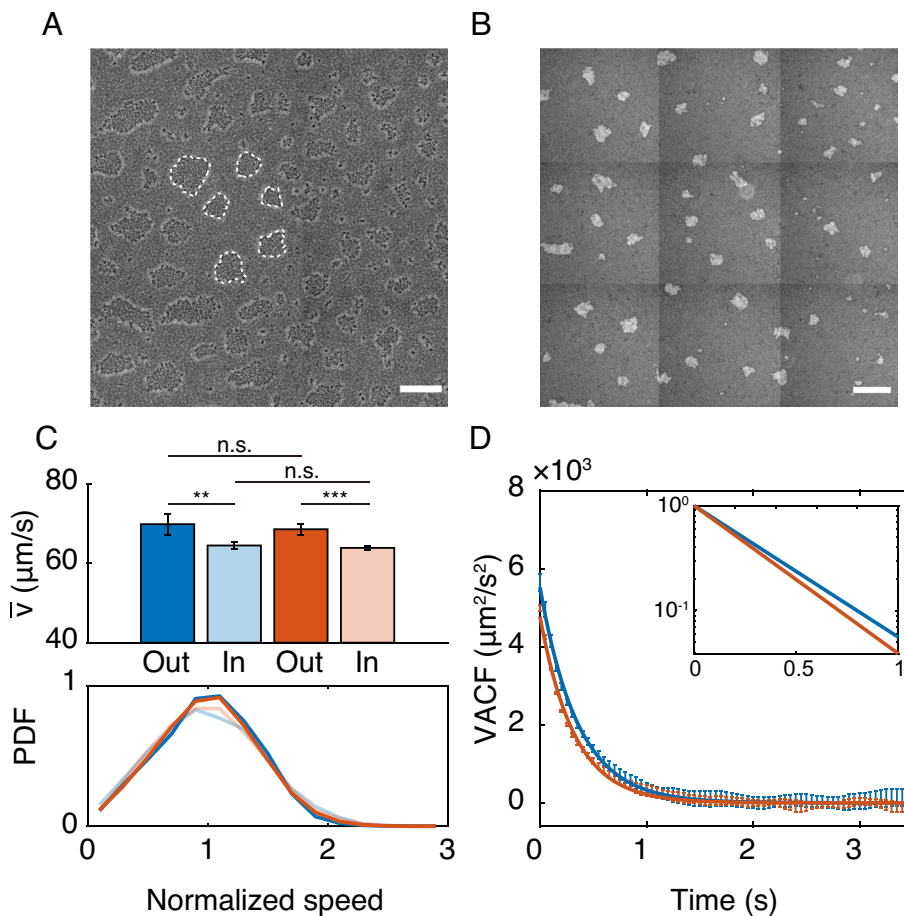 A
B
C
n.s.
n.s.
**
***
80
60
40
v̅ (μm/s)
Out
In
Out
In
1
0
PDF
0
1
2
3
Normalized speed
D
×10³
8
6
4
2
0
VACF (μm²/s²)
10⁰
10⁻¹
0
0.5
1
0
1
2
3
Time (s)